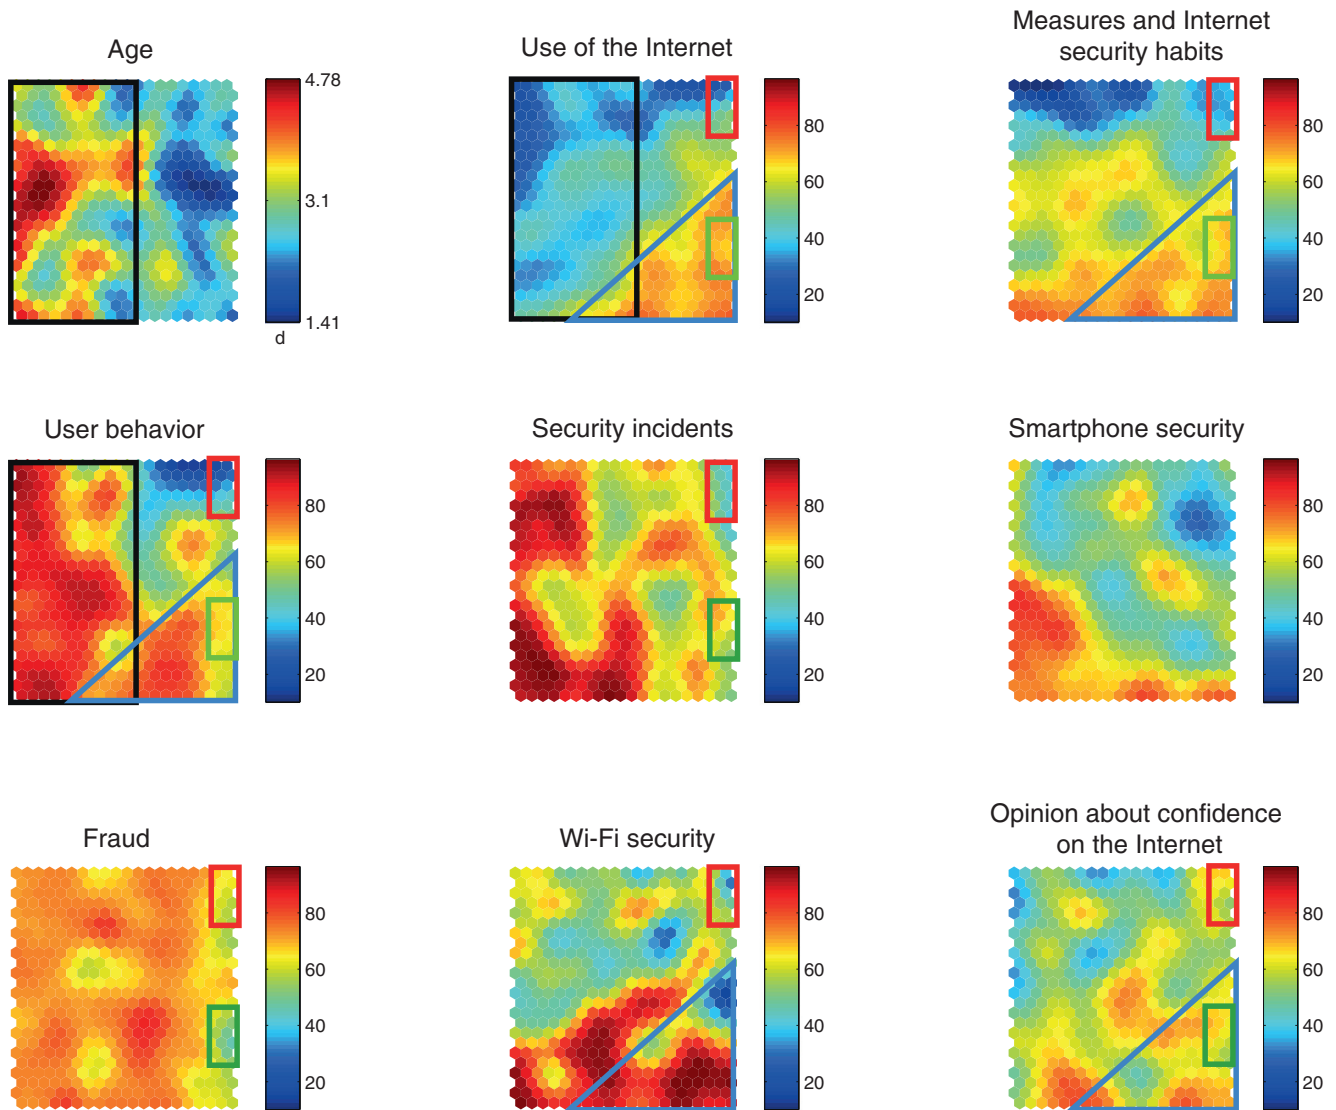 Age
Use of the Internet
Measures and Internet
security habits
4.78
3.1
1.41
d
80
60
40
20
80
60
40
20
User behavior
Security incidents
Smartphone security
80
60
40
20
80
60
40
20
80
60
40
20
Fraud
Wi-Fi security
Opinion about confidence
on the Internet
80
60
40
20
80
60
40
20
80
60
40
20